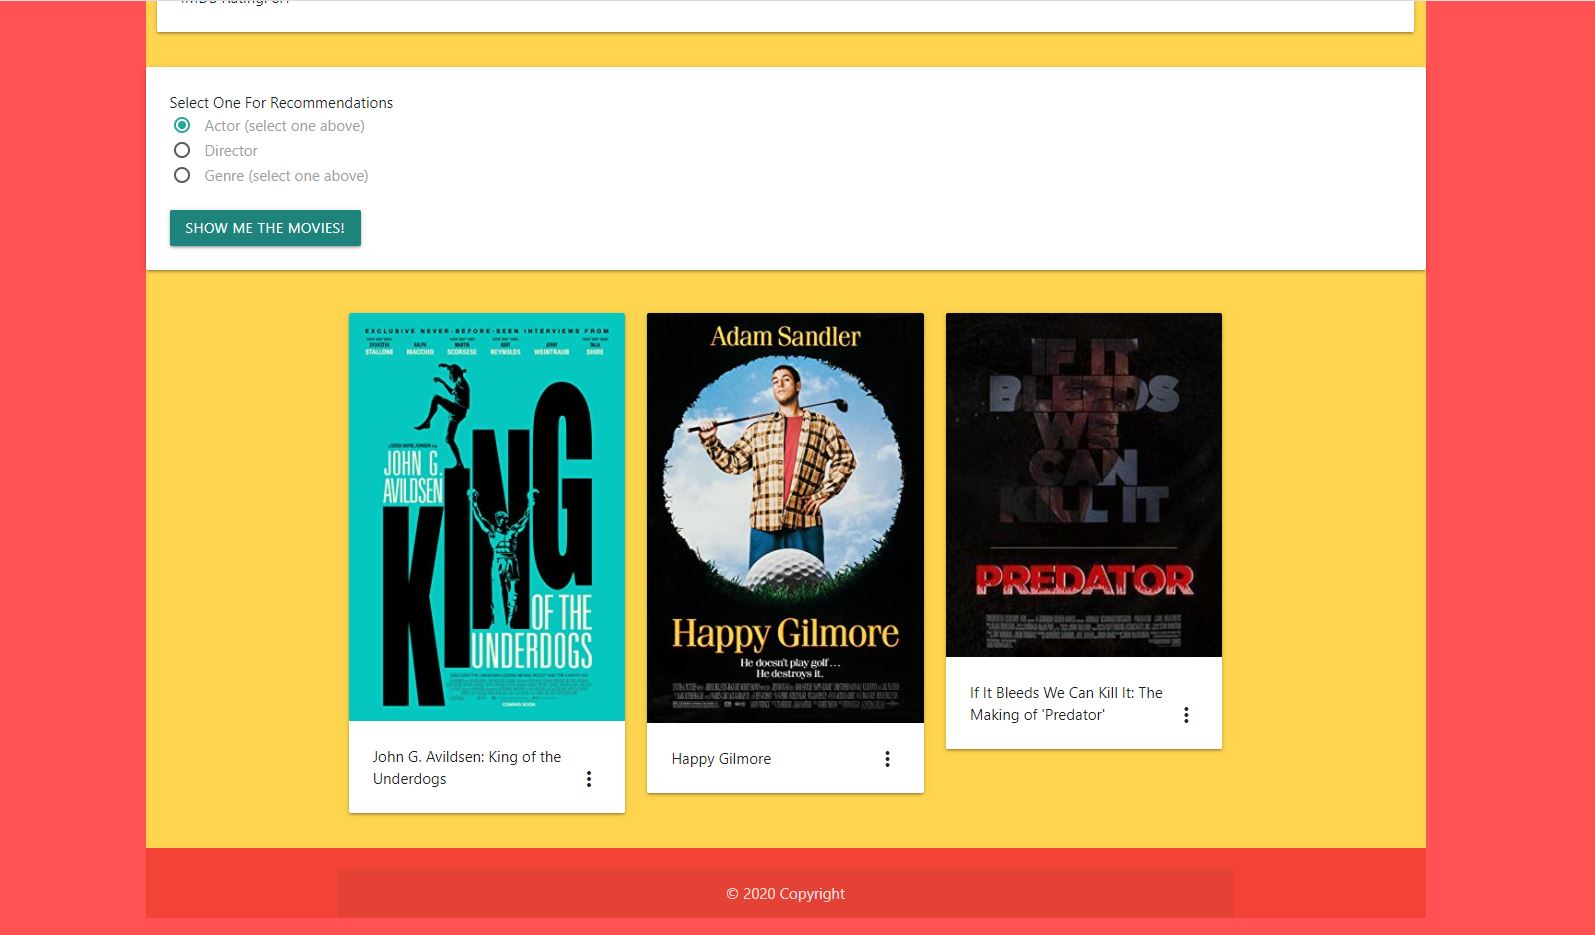 Select One For Recommendations
Actor (select one above)
Director
Genre (select one above)
SHOW ME THE MOVIES!
EXCLUSIVE NEVER-BEFORE-SEEN INTERVIEWS FROM
STALLONE MACCHIO SCORSESE REYNOLDS WEINTRAUB SHIRE
JOHN G.
AVILDSEN
KING
OF THE
UNDERDOGS
COMING SOON
John G. Avildsen: King of the
Underdogs
Adam Sandler
Happy Gilmore
He doesn't play golf...
He destroys it.
Happy Gilmore
IF IT
BLEEDS
WE
CAN
KILL IT
PREDATOR
If It Bleeds We Can Kill It: The
Making of 'Predator'
© 2020 Copyright